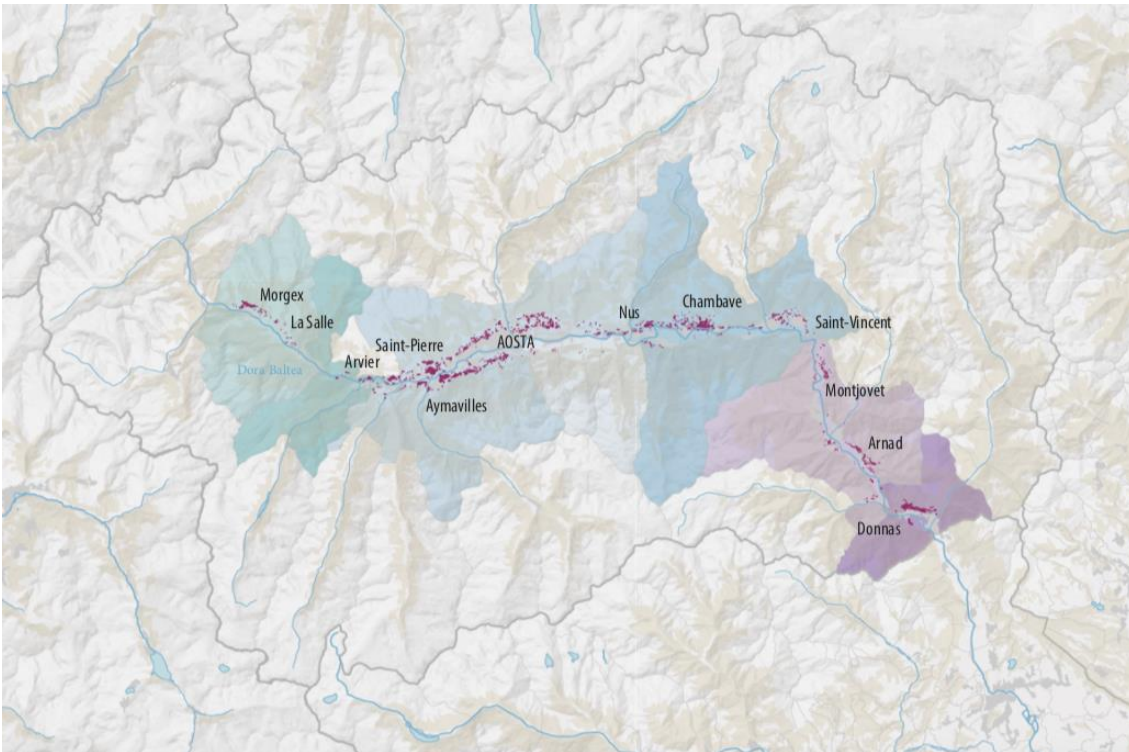 Morgex
La Salle
Dora Baltea
Arvier
Saint-Pierre
Aymavilles
AOSTA
Nus
Chambave
Saint-Vincent
Montjovet
Arnad
Donnas